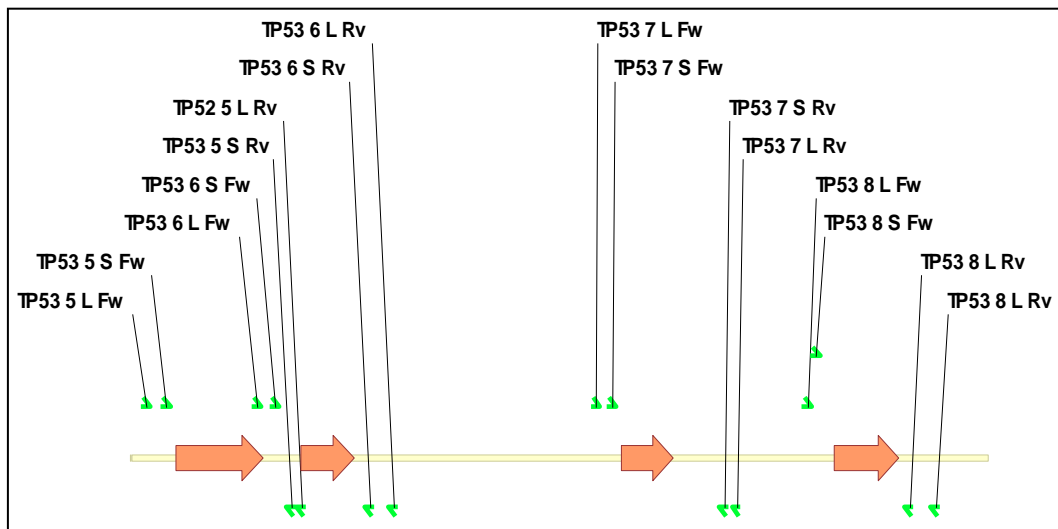 TP53 6 L Rv
TP53 7 L Fw
TP53 6 S Rv
TP53 7 S Fw
TP52 5 L Rv
TP53 7 S Rv
TP53 5 S Rv
TP53 7 L Rv
TP53 6 S Fw
TP53 8 L Fw
TP53 6 L Fw
TP53 8 S Fw
TP53 5 S Fw
TP53 8 L Rv
TP53 5 L Fw
TP53 8 L Rv